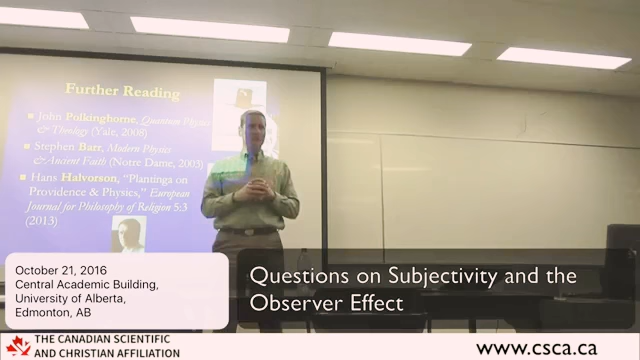 Further Reading
John Polkinghorne, Quantum Physics
& Theology (Yale, 2008)
Stephen Barr, Modern Physics
& Ancient Faith (Notre Dame, 2003)
Hans Halvorson, “Plantinga on
Providence & Physics,” European
Journal for Philosophy of Religion 5:3
(2013)
October 21, 2016
Central Academic Building,
University of Alberta,
Edmonton, AB
Questions on Subjectivity and the
Observer Effect
THE CANADIAN SCIENTIFIC
AND CHRISTIAN AFFILIATION
www.csca.ca